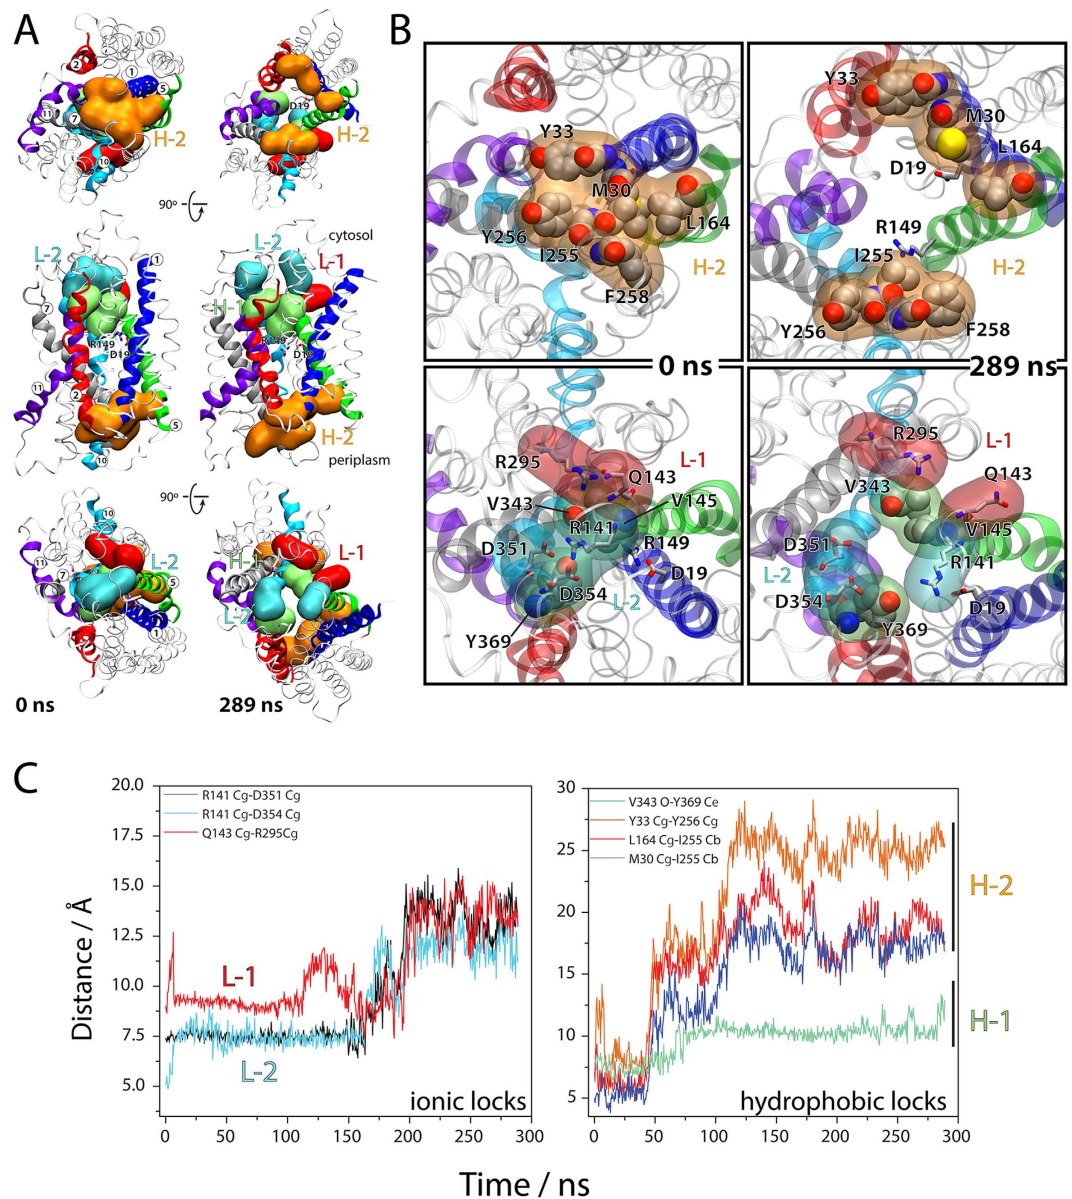 A
2
1
5
11
7
10
H-2
D19
H-2
90º
L-2
cytosol
L-1
1
7
H-1
R149
D19
R149
D19
11
2
5
10
H-2
periplasm
90º
10
L-2
11
7
5
1
H-1
L-1
L-2
0 ns
289 ns
B
Y33
M30
L164
Y256
I255
F258
H-2
0 ns
Y33
M30
L164
D19
R149
I255
H-2
Y256
F258
289 ns
R295
L-1
Q143
V343
V145
R141
D351
R149
D19
D354
L-2
Y369
R295
L-1
Q143
V343
V145
D351
R141
L-2
D354
D19
Y369
C
Distance / Å
20.0
17.5
15.0
12.5
10.0
7.5
5.0
R141 Cg-D351 Cg
R141 Cg-D354 Cg
Q143 Cg-R295Cg
L-1
L-2
ionic locks
0 50 100 150 200 250 300
30
25
20
15
10
5
V343 O-Y369 Ce
Y33 Cg-Y256 Cg
L164 Cg-I255 Cb
M30 Cg-I255 Cb
H-2
H-1
hydrophobic locks
0 50 100 150 200 250 300
Time / ns